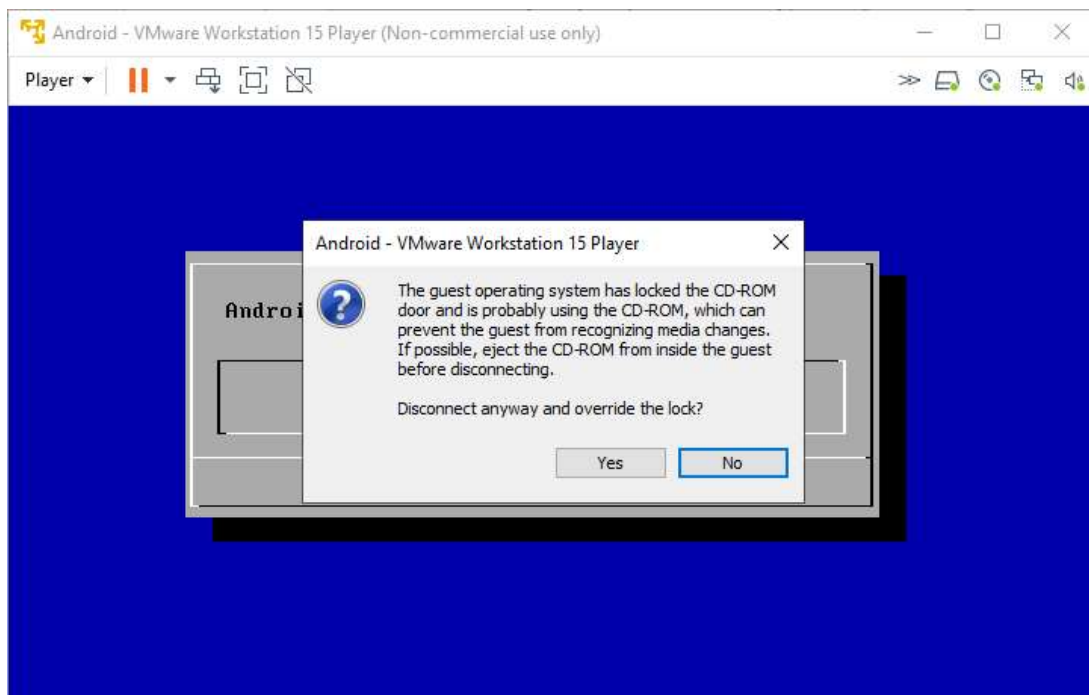 Android - VMware Workstation 15 Player (Non-commercial use only)
Player
Android - VMware Workstation 15 Player
The guest operating system has locked the CD-ROM
door and is probably using the CD-ROM, which can
prevent the guest from recognizing media changes.
If possible, eject the CD-ROM from inside the guest
before disconnecting.
Androi
Disconnect anyway and override the lock?
Yes No